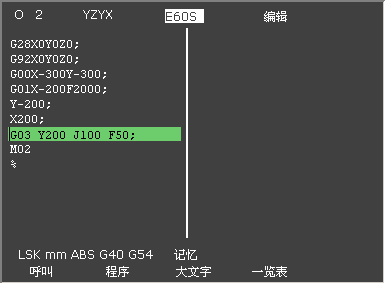 O 2 YZYX E60S 编辑
G28X0Y0Z0;
G92X0Y0Z0;
G00X-300Y-300;
G01X-200F2000;
Y-200;
X200;
G03 Y200 J100 F50;
M02
%
LSK mm ABS G40 G54 记忆
呼叫 程序 大文字 一览表